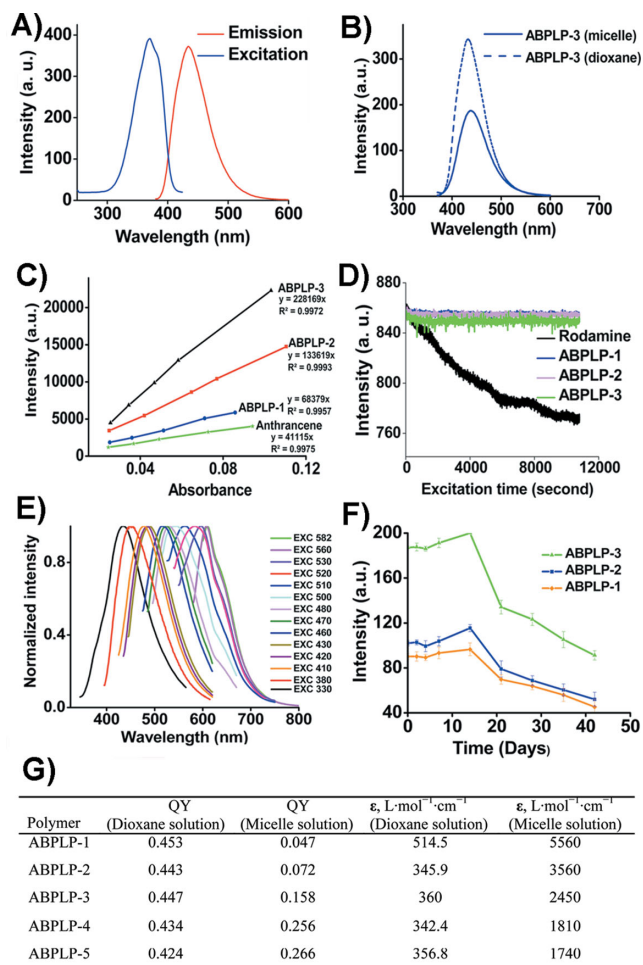 A)
Emission
Excitation
Intensity (a. u.)
400
300
200
100
0
300 400 500 600
Wavelength (nm)
B)
ABPLP-3 (micelle)
ABPLP-3 (dioxane)
Intensity (a. u.)
300
200
100
0
300 400 500 600 700
Wavelength (nm)
C)
Intensity (a.u.)
20000
15000
10000
5000
0
0.04 0.08 0.12
Absorbance
ABPLP-3
y = 228169x
R² = 0.9972
ABPLP-2
y = 133619x
R² = 0.9993
ABPLP-1
y = 68379x
R² = 0.9957
Anthrancene
y = 41115x
R² = 0.9975
D)
Intensity (a.u.)
880
840
800
760
Rodamine
ABPLP-1
ABPLP-2
ABPLP-3
0 4000 8000 12000
Excitation time (second)
E)
Normalized intensity
0.8
0.4
0.0
400 500 600 700 800
Wavelength (nm)
EXC 582
EXC 560
EXC 530
EXC 520
EXC 510
EXC 500
EXC 480
EXC 470
EXC 460
EXC 430
EXC 420
EXC 410
EXC 380
EXC 330
F)
Intensity (a.u.)
200
160
120
80
40
ABPLP-3
ABPLP-2
ABPLP-1
0 10 20 30 40
Time (Days)
G)
Polymer QY (Dioxane solution) QY (Micelle solution) ε, L·mol⁻¹·cm⁻¹ (Dioxane solution) ε, L·mol⁻¹·cm⁻¹ (Micelle solution)
ABPLP-1 0.453 0.047 514.5 5560
ABPLP-2 0.443 0.072 345.9 3560
ABPLP-3 0.447 0.158 360 2450
ABPLP-4 0.434 0.256 342.4 1810
ABPLP-5 0.424 0.266 356.8 1740